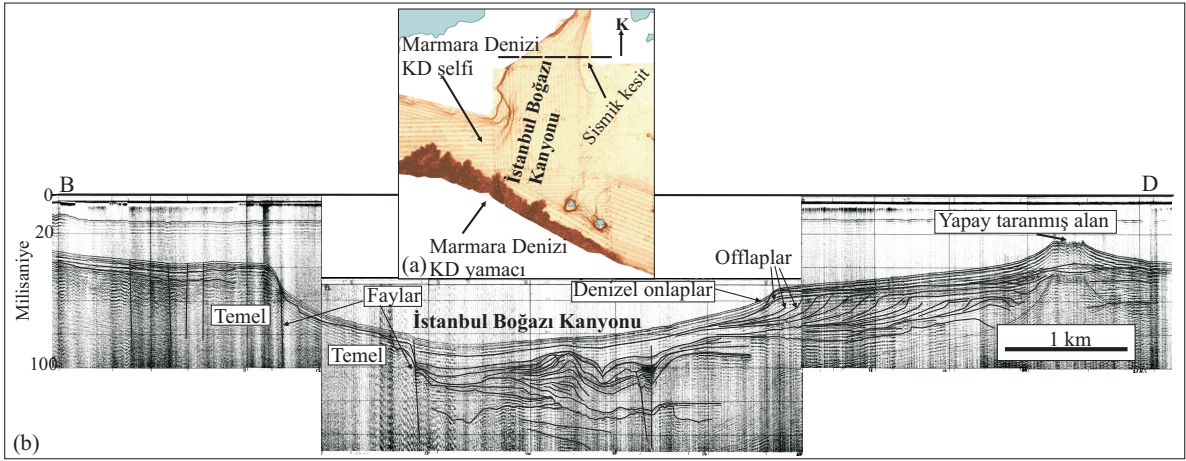 K
Marmara Denizi
KD şelfi
İstanbul Boğazı
Kanyonu
Sismik kesit
Marmara Denizi
KD yamacı
(a)
B
D
0
20
100
Milisaniye
Yapay taranmış alan
Offlaplar
Denizel onlaplar
Faylar
Temel
İstanbul Boğazı Kanyonu
Temel
1 km
(b)